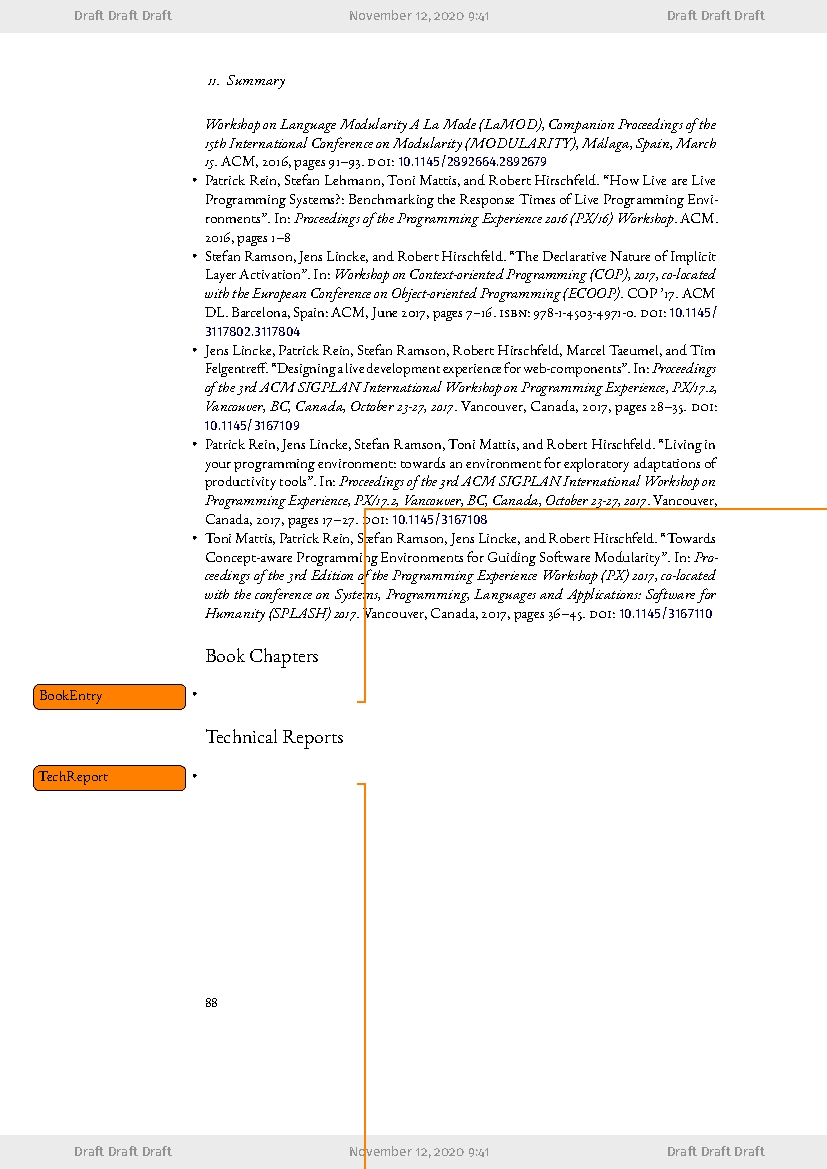 Draft Draft Draft November 12, 2020 9:41 Draft Draft Draft
11. Summary
Workshop on Language Modularity A La Mode (LaMOD), Companion Proceedings of the
15th International Conference on Modularity (MODULARITY), Málaga, Spain, March
15. ACM, 2016, pages 91–93. DOI: 10.1145/2892664.2892679
• Patrick Rein, Stefan Lehmann, Toni Mattis, and Robert Hirschfeld. “How Live are Live
Programming Systems?: Benchmarking the Response Times of Live Programming Envi-
ronments”. In: Proceedings of the Programming Experience 2016 (PX/16) Workshop. ACM.
2016, pages 1–8
• Stefan Ramson, Jens Lincke, and Robert Hirschfeld. “The Declarative Nature of Implicit
Layer Activation”. In: Workshop on Context-oriented Programming (COP), 2017, co-located
with the European Conference on Object-oriented Programming (ECOOP). COP ’17. ACM
DL. Barcelona, Spain: ACM, June 2017, pages 7–16. ISBN: 978-1-4503-4971-0. DOI: 10.1145/
3117802.3117804
• Jens Lincke, Patrick Rein, Stefan Ramson, Robert Hirschfeld, Marcel Taeumel, and Tim
Felgentreff. “Designing a live development experience for web-components”. In: Proceedings
of the 3rd ACM SIGPLAN International Workshop on Programming Experience, PX/17.2,
Vancouver, BC, Canada, October 23-27, 2017. Vancouver, Canada, 2017, pages 28–35. DOI:
10.1145/3167109
• Patrick Rein, Jens Lincke, Stefan Ramson, Toni Mattis, and Robert Hirschfeld. “Living in
your programming environment: towards an environment for exploratory adaptations of
productivity tools”. In: Proceedings of the 3rd ACM SIGPLAN International Workshop on
Programming Experience, PX/17.2, Vancouver, BC, Canada, October 23-27, 2017. Vancouver,
Canada, 2017, pages 17–27. DOI: 10.1145/3167108
• Toni Mattis, Patrick Rein, Stefan Ramson, Jens Lincke, and Robert Hirschfeld. “Towards
Concept-aware Programming Environments for Guiding Software Modularity”. In: Pro-
ceedings of the 3rd Edition of the Programming Experience Workshop (PX) 2017, co-located
with the conference on Systems, Programming, Languages and Applications: Software for
Humanity (SPLASH) 2017. Vancouver, Canada, 2017, pages 36–45. DOI: 10.1145/3167110
Book Chapters
BookEntry •
Technical Reports
TechReport •
88
Draft Draft Draft November 12, 2020 9:41 Draft Draft Draft